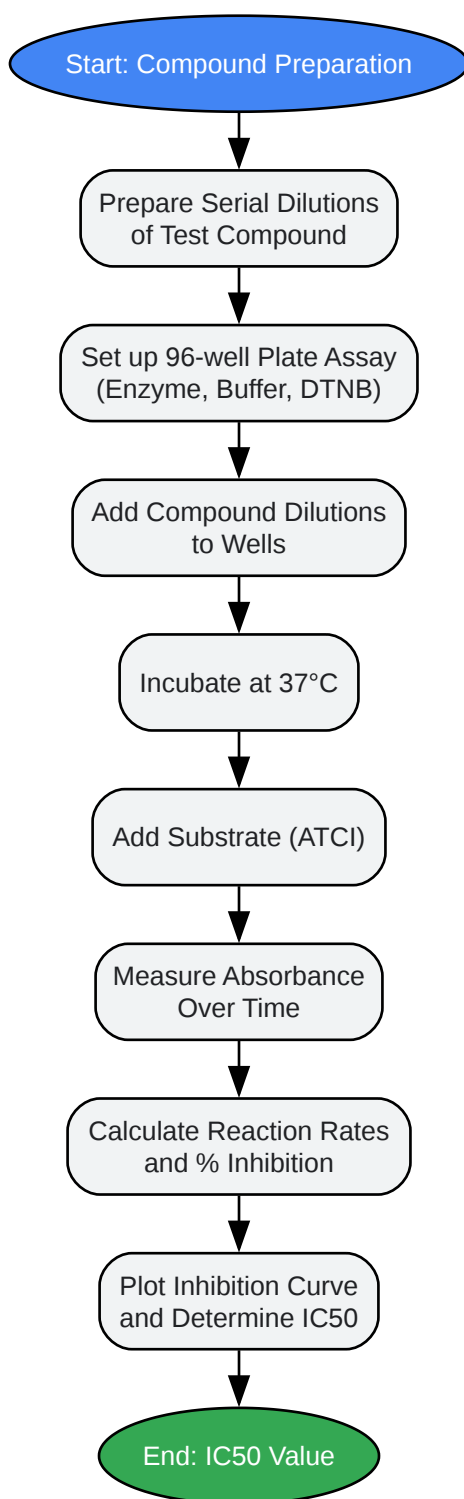 Start: Compound Preparation
Prepare Serial Dilutions
of Test Compound
Set up 96-well Plate Assay
(Enzyme, Buffer, DTNB)
Add Compound Dilutions
to Wells
Incubate at 37°C
Add Substrate (ATCI)
Measure Absorbance
Over Time
Calculate Reaction Rates
and % Inhibition
Plot Inhibition Curve
and Determine IC50
End: IC50 Value